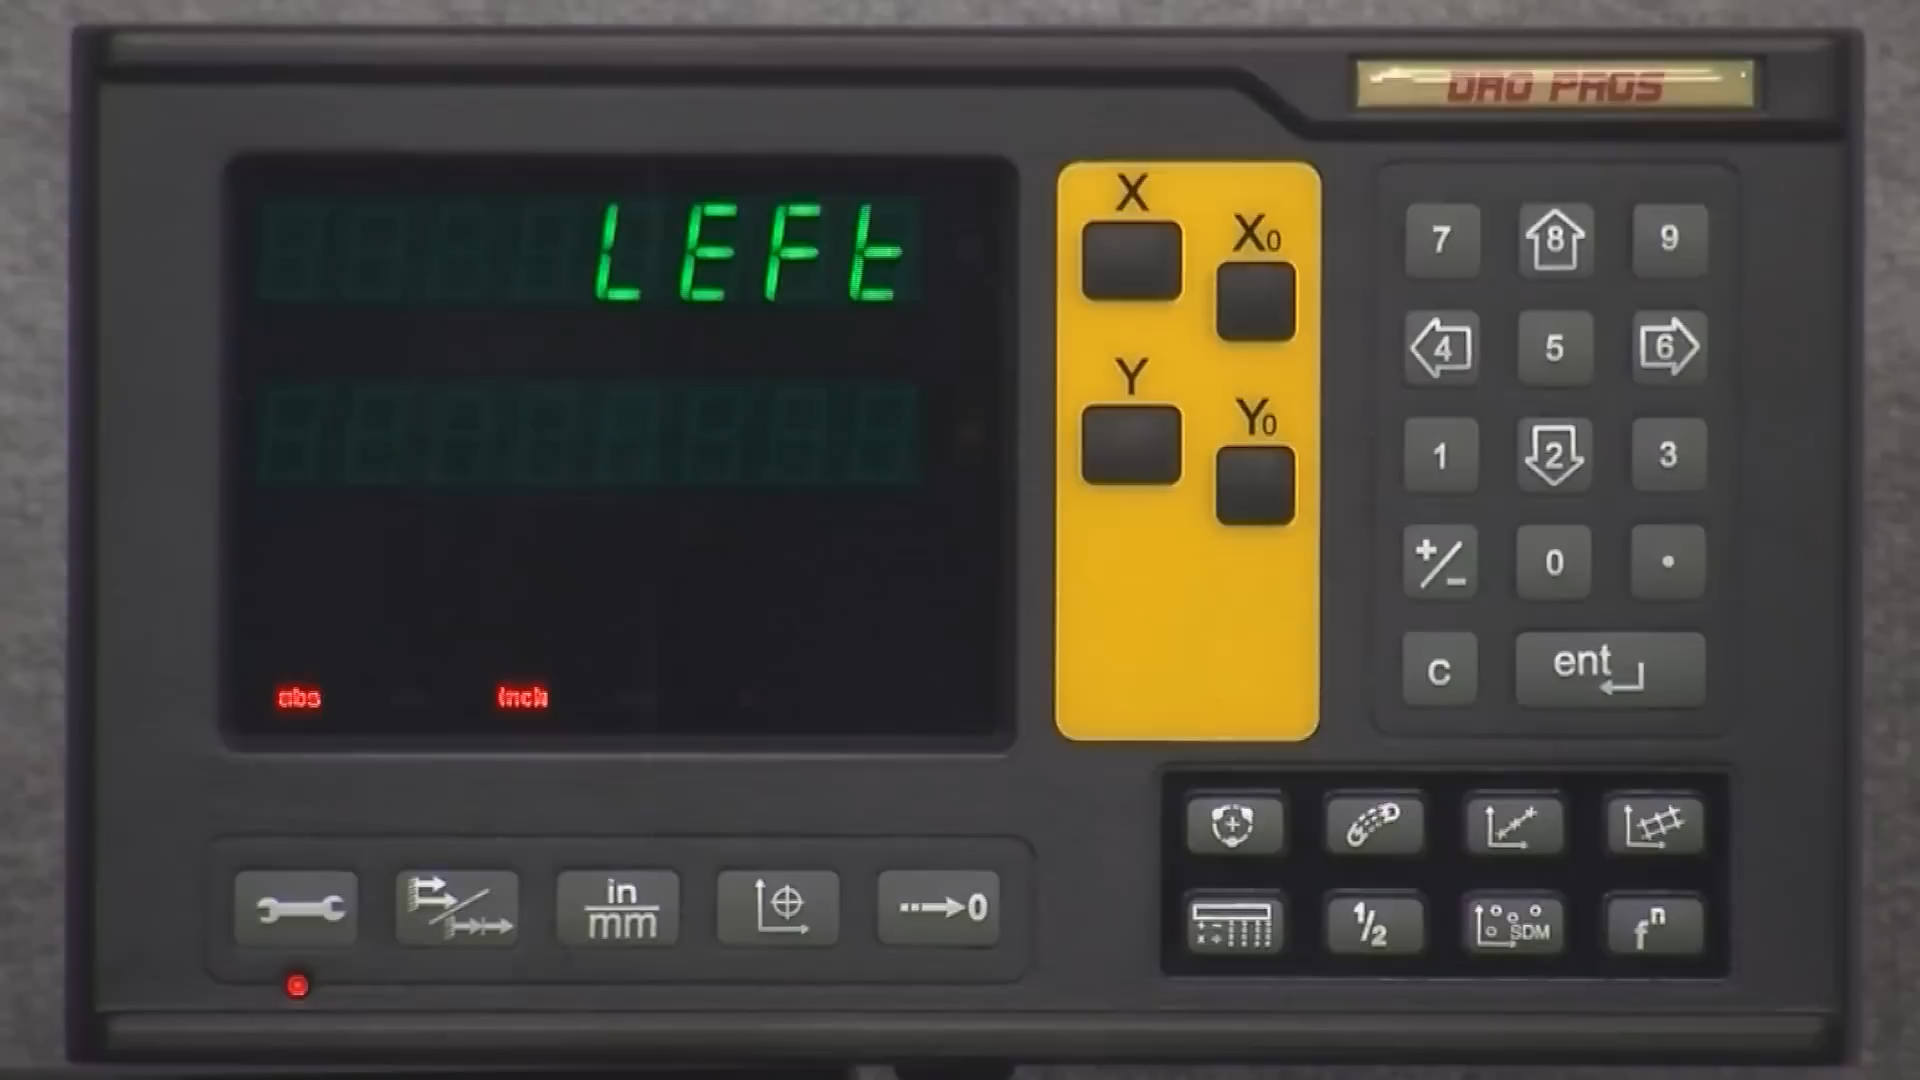 DRO PROS
LEFt
X
X0
Y
Y0
7 8 9
4 5 6
1 2 3
+/- 0 .
C ent
abs inch
in
mm
0
1/2
SDM
fn